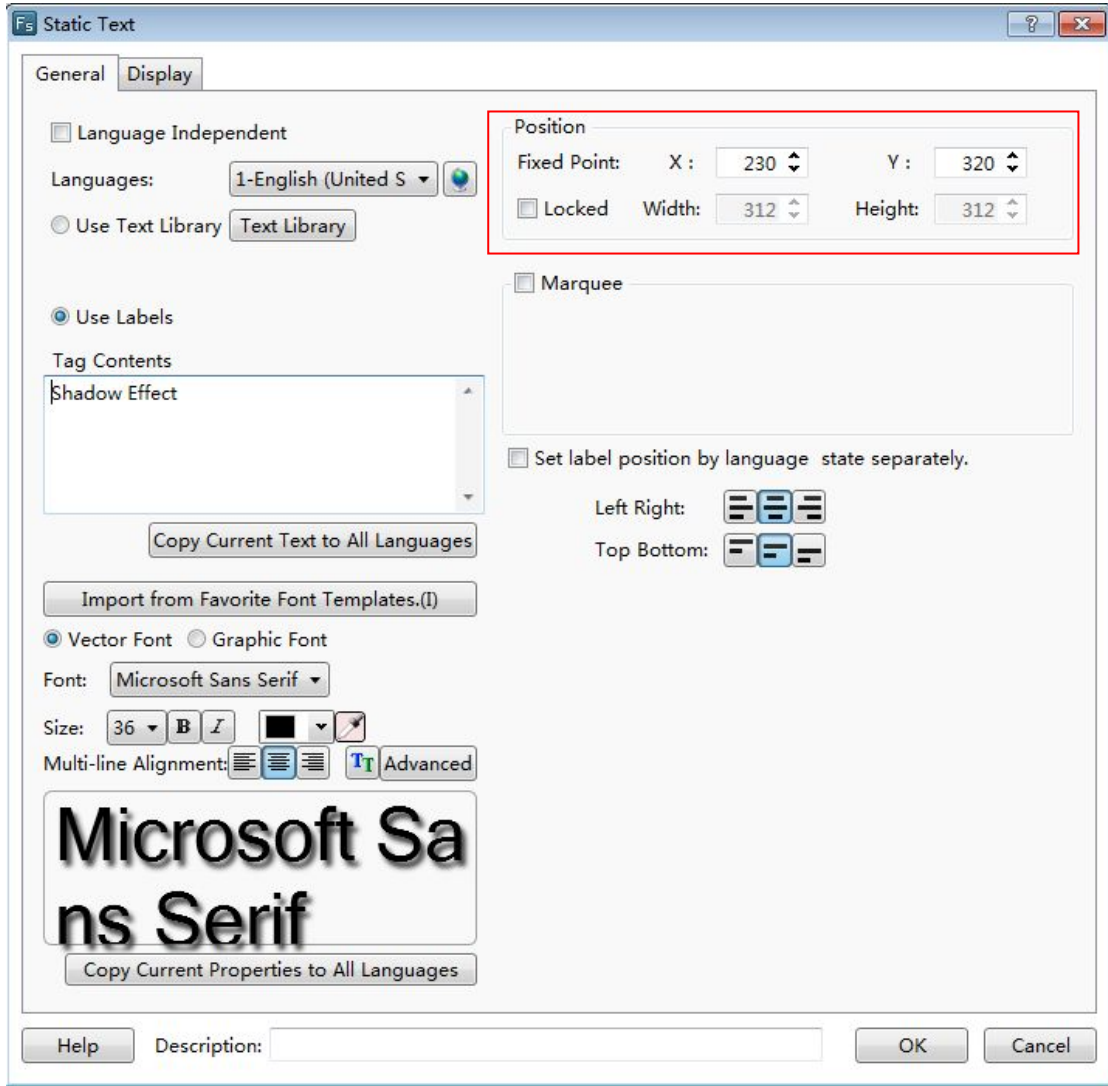 Fs Static Text
General Display
Language Independent
Languages: 1-English (United S
Use Text Library Text Library
Use Labels
Tag Contents
Shadow Effect
Copy Current Text to All Languages
Import from Favorite Font Templates.(I)
Vector Font Graphic Font
Font: Microsoft Sans Serif
Size: 36 B I
Multi-line Alignment: TT Advanced
Microsoft Sa
ns Serif
Copy Current Properties to All Languages
Position
Fixed Point: X : 230 Y : 320
Locked Width: 312 Height: 312
Marquee
Set label position by language state separately.
Left Right:
Top Bottom:
Help Description: OK Cancel